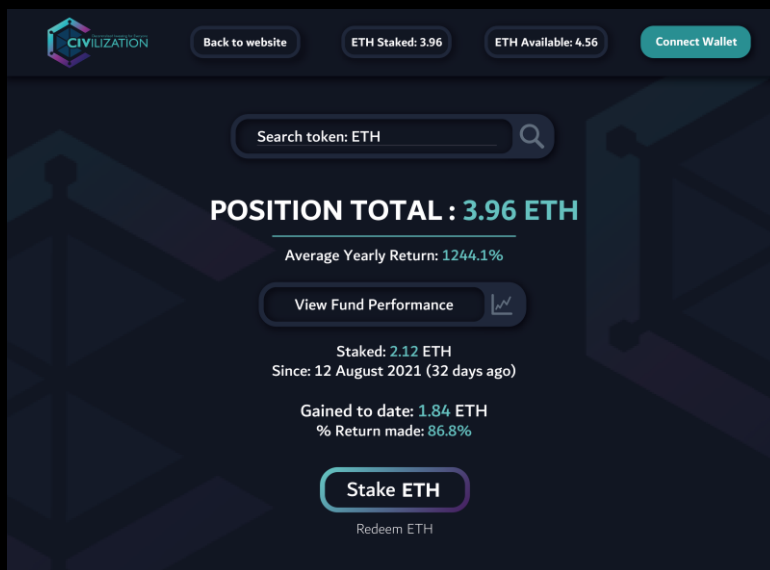 CIVILIZATION
Back to website
ETH Staked: 3.96
ETH Available: 4.56
Connect Wallet
Search token: ETH
POSITION TOTAL : 3.96 ETH
Average Yearly Return: 1244.1%
View Fund Performance
Staked: 2.12 ETH
Since: 12 August 2021 (32 days ago)
Gained to date: 1.84 ETH
% Return made: 86.8%
Stake ETH
Redeem ETH